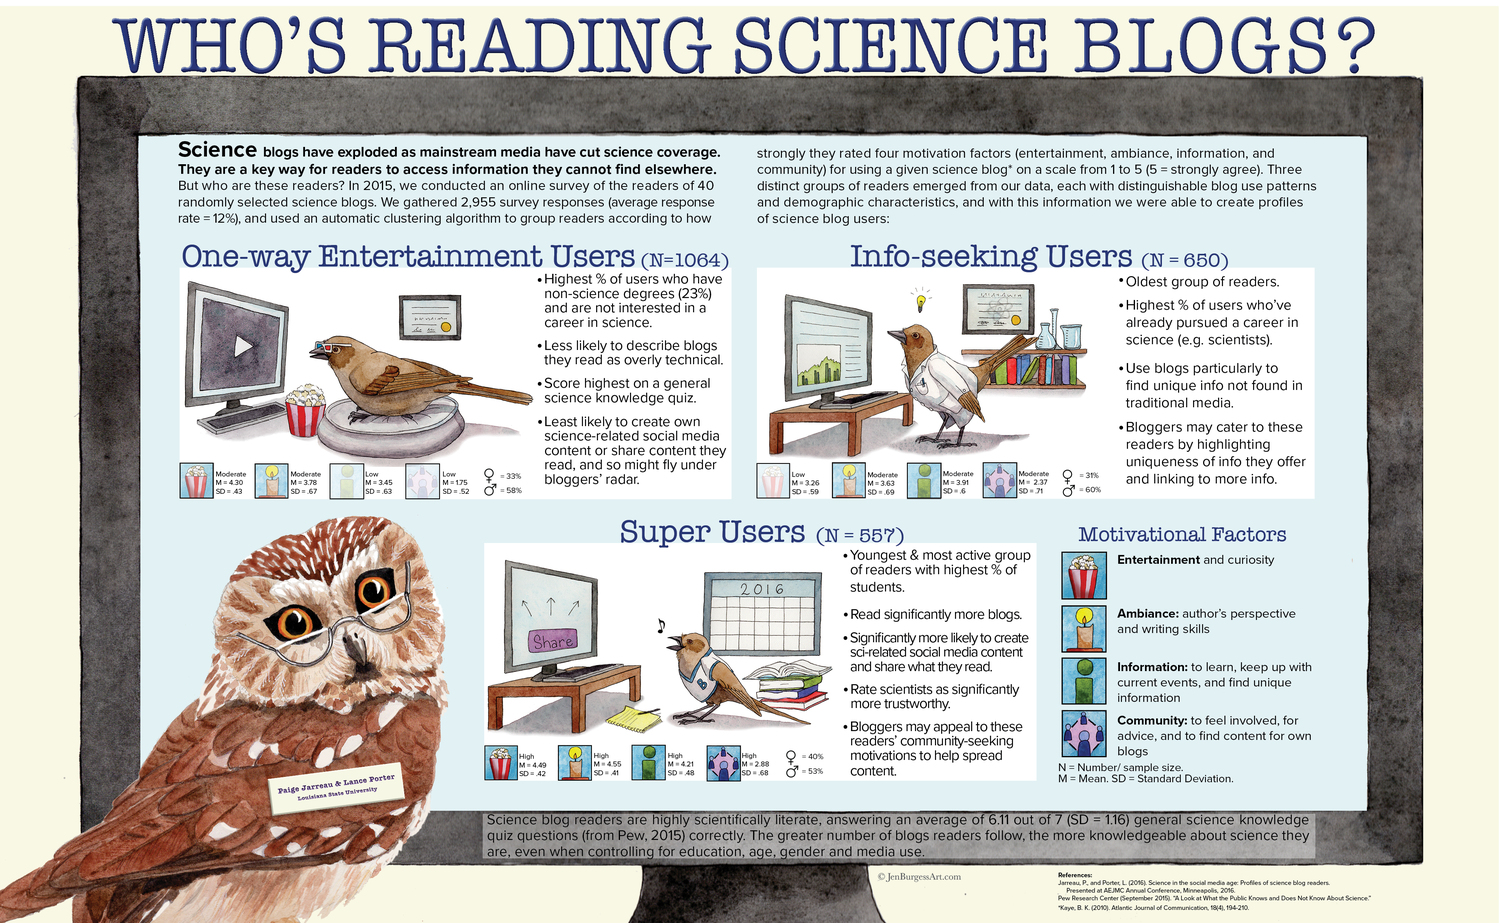 WHO'S READING SCIENCE BLOGS?
Science blogs have exploded as mainstream media have cut science coverage.
They are a key way for readers to access information they cannot find elsewhere.
But who are these readers? In 2015, we conducted an online survey of the readers of 40
randomly selected science blogs. We gathered 2,955 survey responses (average response
rate = 12%), and used an automatic clustering algorithm to group readers according to how
strongly they rated four motivation factors (entertainment, ambiance, information, and
community) for using a given science blog* on a scale from 1 to 5 (5 = strongly agree). Three
distinct groups of readers emerged from our data, each with distinguishable blog use patterns
and demographic characteristics, and with this information we were able to create profiles
of science blog users:
One-way Entertainment Users (N=1064)
• Highest % of users who have
non-science degrees (23%)
and are not interested in a
career in science.
• Less likely to describe blogs
they read as overly technical.
• Score highest on a general
science knowledge quiz.
• Least likely to create own
science-related social media
content or share content they
read, and so might fly under
bloggers' radar.
Moderate
M = 4.30
SD = .43
Moderate
M = 3.78
SD = .67
Low
M = 3.45
SD = .63
Low
M = 1.75
SD = .52
♀ = 33%
♂ = 58%
Info-seeking Users (N = 650)
• Oldest group of readers.
• Highest % of users who've
already pursued a career in
science (e.g. scientists).
• Use blogs particularly to
find unique info not found in
traditional media.
• Bloggers may cater to these
readers by highlighting
uniqueness of info they offer
and linking to more info.
Low
M = 3.26
SD = .59
Moderate
M = 3.63
SD = .69
Moderate
M = 3.91
SD = .6
Moderate
M = 2.37
SD = .71
♀ = 31%
♂ = 60%
Super Users (N = 557)
Share
2016
• Youngest & most active group
of readers with highest % of
students.
• Read significantly more blogs.
• Significantly more likely to create
sci-related social media content
and share what they read.
• Rate scientists as significantly
more trustworthy.
• Bloggers may appeal to these
readers' community-seeking
motivations to help spread
content.
High
M = 4.49
SD = .42
High
M = 4.55
SD = .41
High
M = 4.21
SD = .48
High
M = 2.88
SD = .68
♀ = 40%
♂ = 53%
Motivational Factors
Entertainment and curiosity
Ambiance: author's perspective
and writing skills
Information: to learn, keep up with
current events, and find unique
information
Community: to feel involved, for
advice, and to find content for own
blogs
N = Number/ sample size.
M = Mean. SD = Standard Deviation.
Paige Jarreau & Lance Porter
Louisiana State University
Science blog readers are highly scientifically literate, answering an average of 6.11 out of 7 (SD = 1.16) general science knowledge
quiz questions (from Pew, 2015) correctly. The greater number of blogs readers follow, the more knowledgeable about science they
are, even when controlling for education, age, gender and media use.
© JenBurgessArt.com
References:
Jarreau, P., and Porter, L. (2016). Science in the social media age: Profiles of science blog readers.
Presented at AEJMC Annual Conference, Minneapolis, 2016.
Pew Research Center (September 2015). "A Look at What the Public Knows and Does Not Know About Science."
*Kaye, B. K. (2010). Atlantic Journal of Communication, 18(4), 194-210.